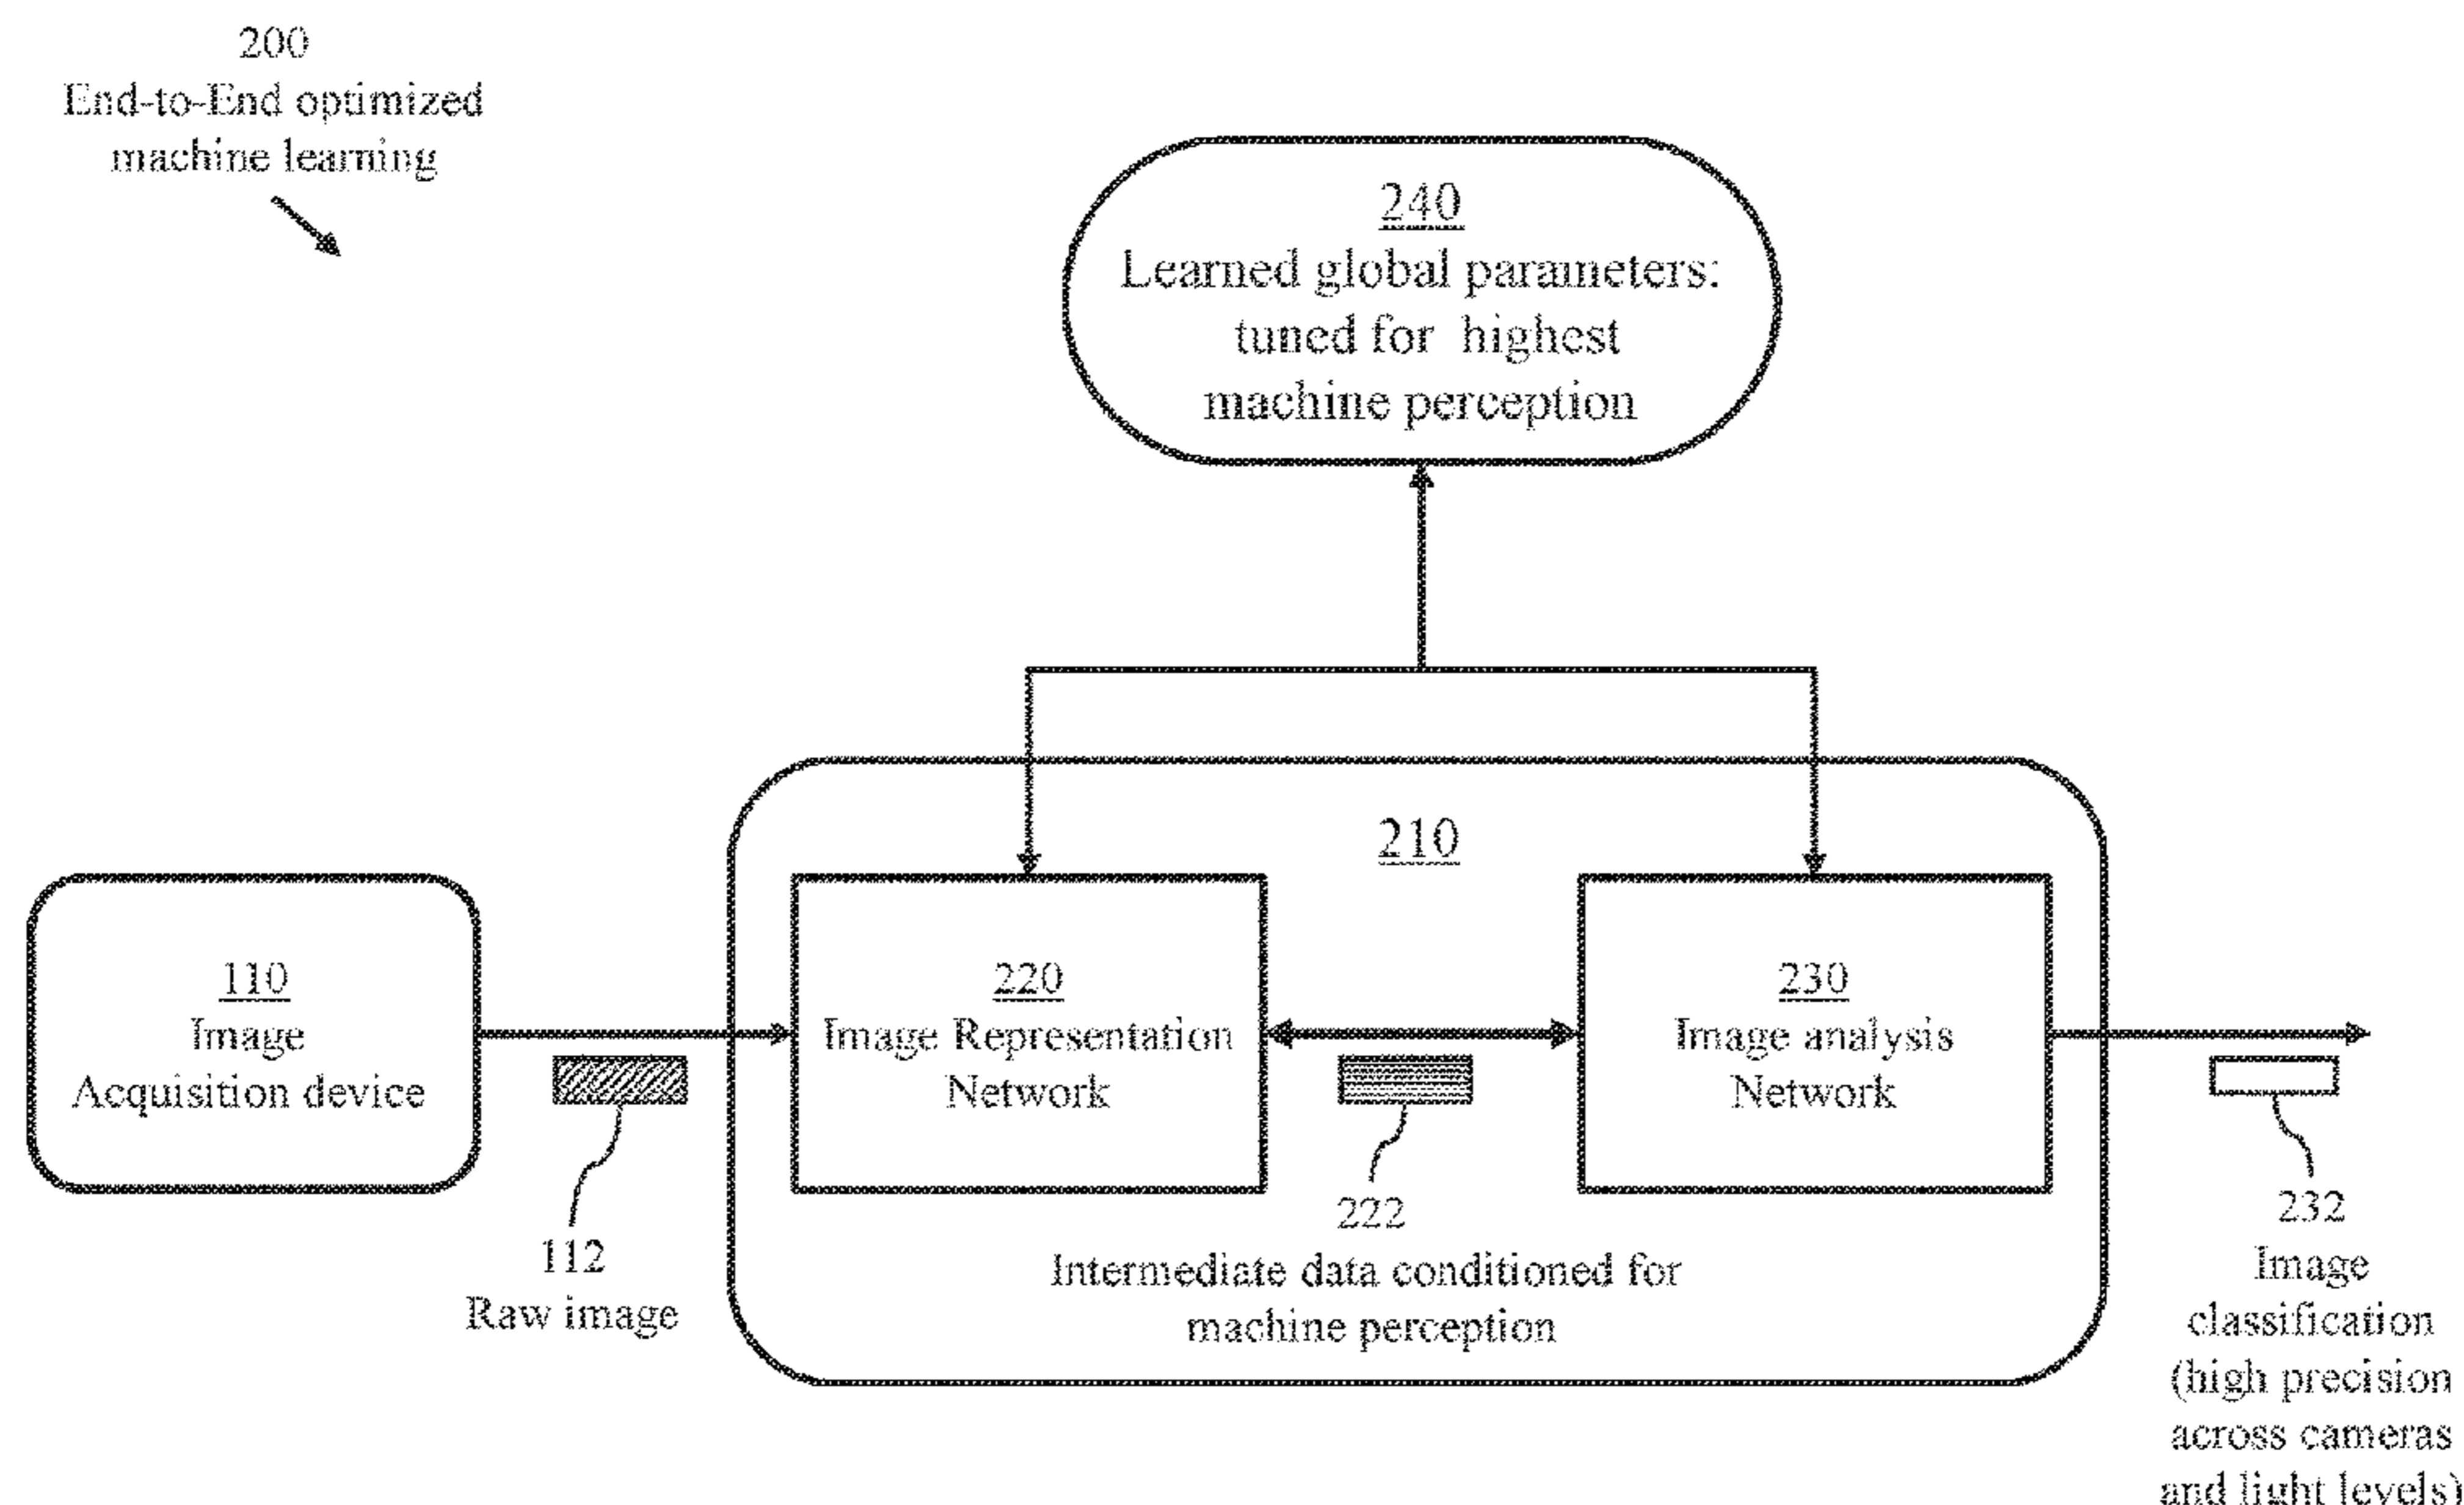 200
End-to-End optimized
machine learning
240
Learned global parameters:
tuned for highest
machine perception
210
110
Image
Acquisition device
220
Image Representation
Network
230
Image analysis
Network
112
Raw image
222
Intermediate data conditioned for
machine perception
232
Image
classification
(high precision
across cameras
and light levels)